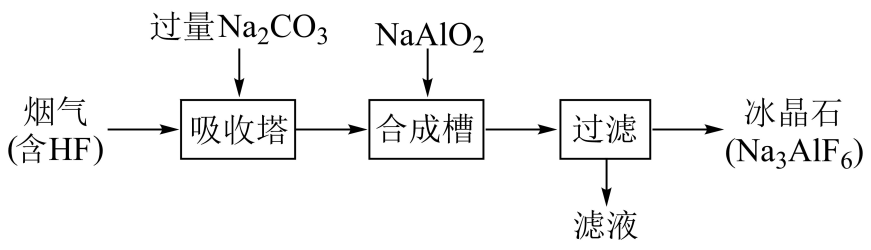 过量Na₂CO₃
NaAlO₂
烟气
(含HF)
吸收塔
合成槽
过滤
冰晶石
(Na₃AlF₆)
滤液